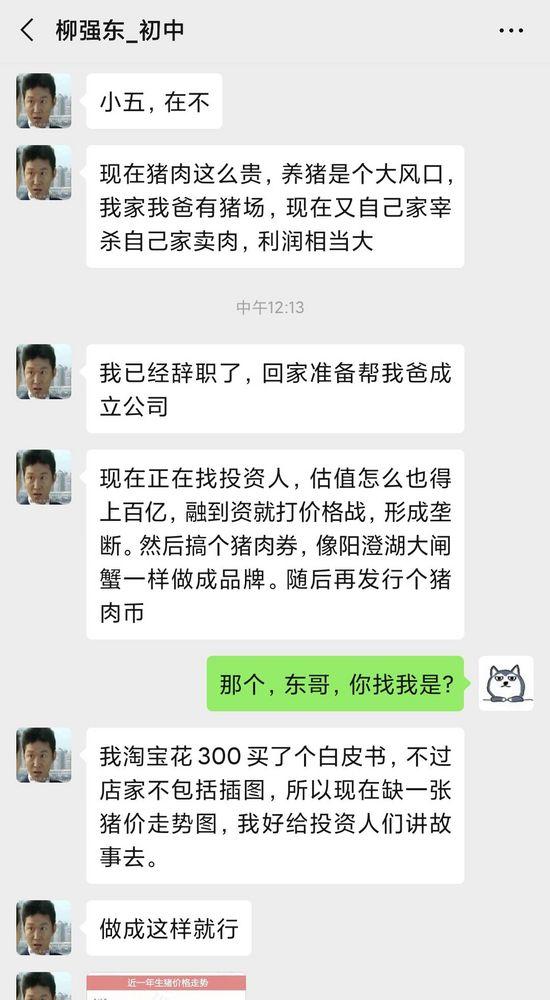 柳强东_初中
小五，在不
现在猪肉这么贵，养猪是个大风口，
我家我爸有猪场，现在又自己家宰
杀自己家卖肉，利润相当大
中午12:13
我已经辞职了，回家准备帮我爸成
立公司
现在正在找投资人，估值怎么也得
上百亿，融到资就打价格战，形成垄
断。然后搞个猪肉券，像阳澄湖大闸
蟹一样做成品牌。随后再发行个猪
肉币
那个，东哥，你找我是?
我淘宝花 300 买了个白皮书，不过
店家不包括插图，所以现在缺一张
猪价走势图，我好给投资人们讲故
事去。
做成这样就行
近一年生猪价格走势